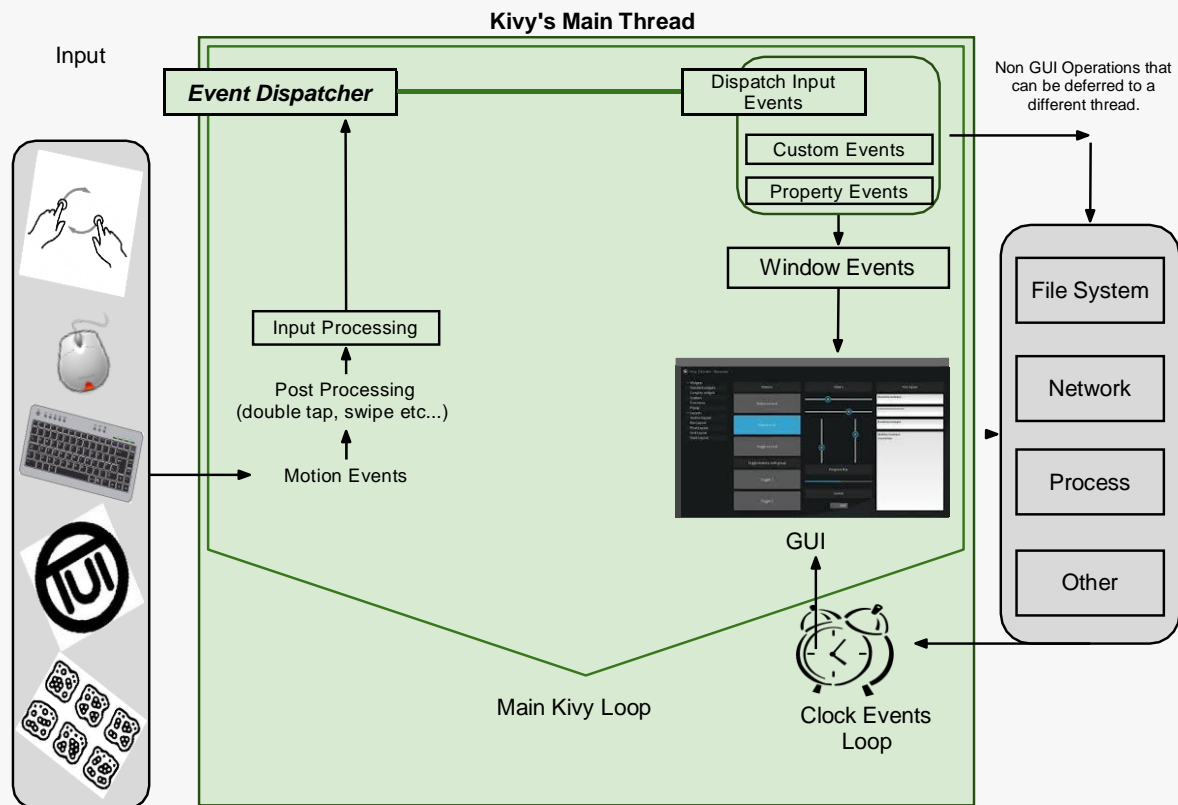 Kivy's Main Thread
Input
Event Dispatcher
Dispatch Input
Events
Custom Events
Property Events
Non GUI Operations that
can be deferred to a
different thread.
Window Events
Input Processing
Post Processing
(double tap, swipe etc...)
Motion Events
File System
Network
Process
Other
TUI
GUI
Main Kivy Loop
Clock Events
Loop